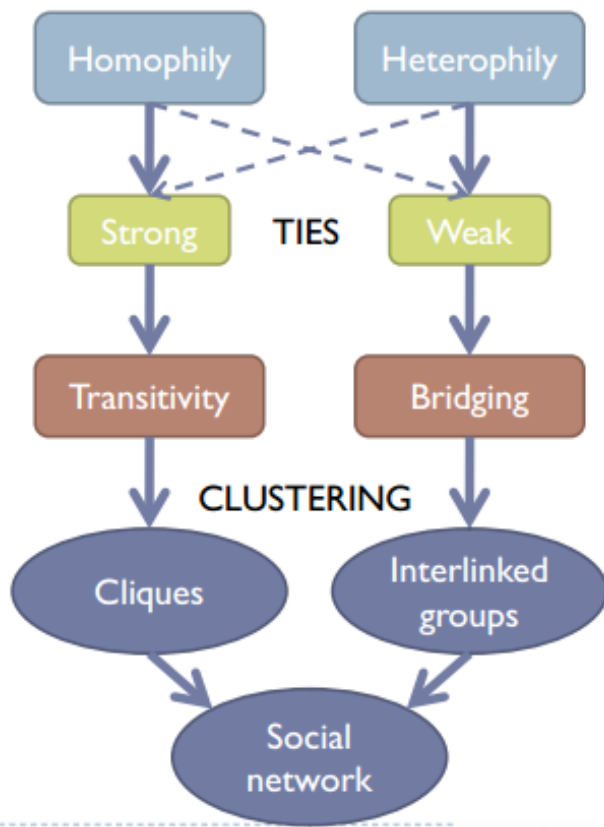 Homophily
Heterophily
Strong
TIES
Weak
Transitivity
Bridging
CLUSTERING
Cliques
Interlinked
groups
Social
network